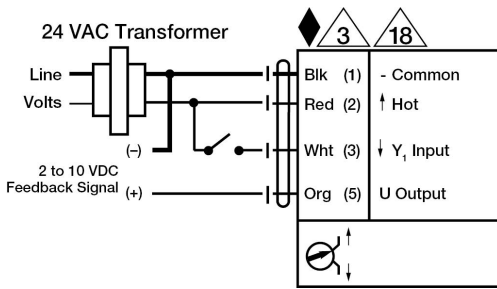 24 VAC Transformer
3
18
Line
Blk (1) - Common
Volts
Red (2) ↑ Hot
(–)
Wht (3) ↓ Y₁ Input
2 to 10 VDC
Feedback Signal (+)
Org (5) U Output